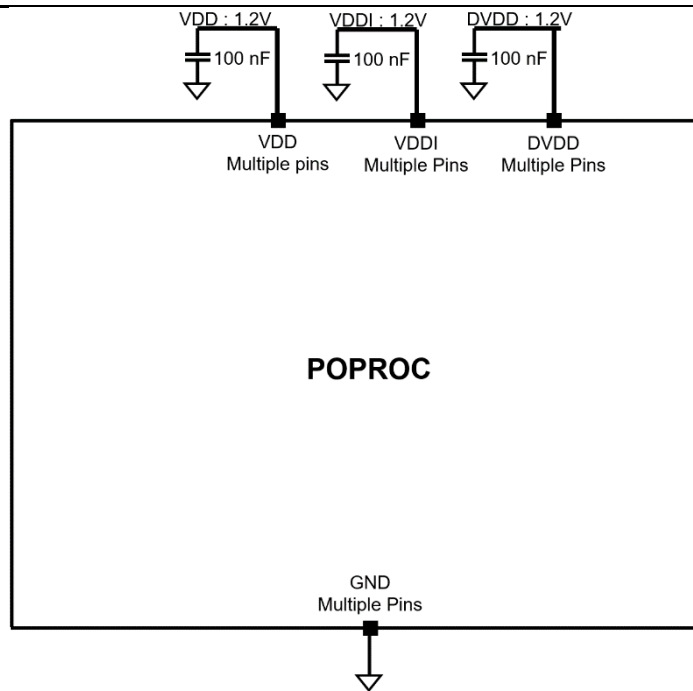 VDD : 1.2V
VDDI : 1.2V
DVDD : 1.2V
100 nF
100 nF
100 nF
VDD
Multiple pins
VDDI
Multiple Pins
DVDD
Multiple Pins
POPROC
GND
Multiple Pins